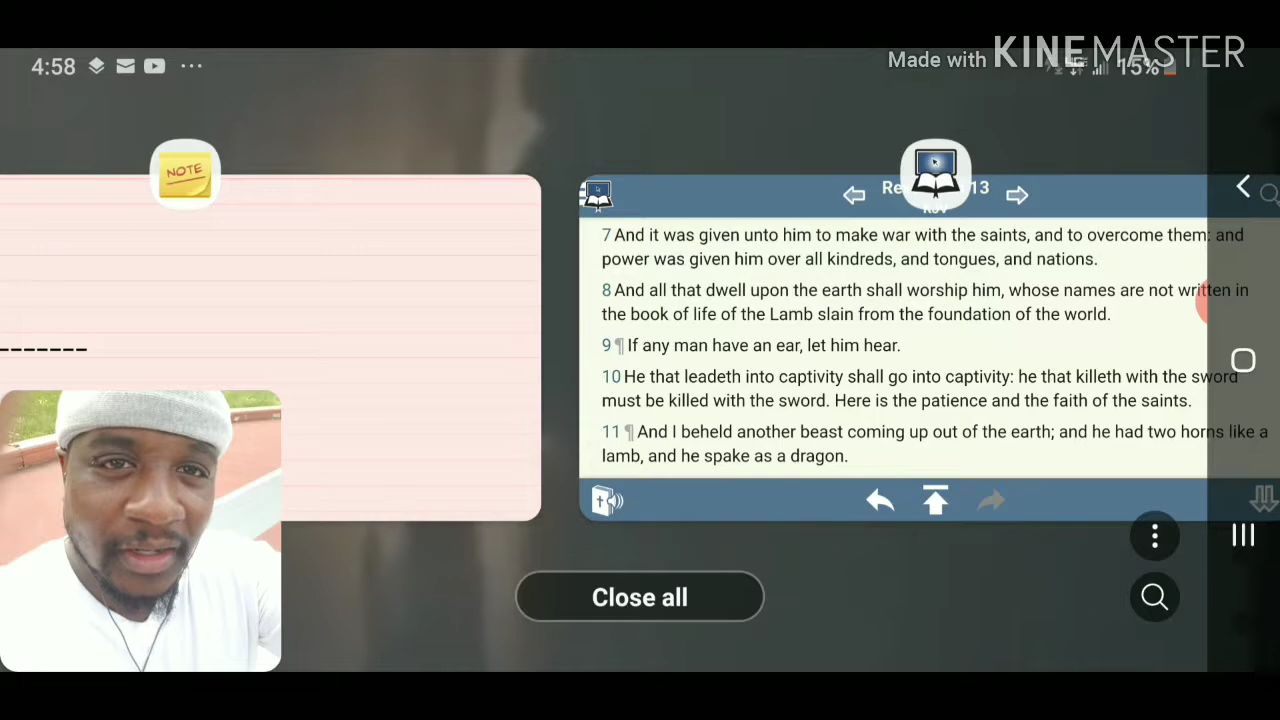 Made with KINEMASTER
4:58
15%
NOTE
13
7 And it was given unto him to make war with the saints, and to overcome them: and
power was given him over all kindreds, and tongues, and nations.
8 And all that dwell upon the earth shall worship him, whose names are not written in
the book of life of the Lamb slain from the foundation of the world.
9 ¶ If any man have an ear, let him hear.
10 He that leadeth into captivity shall go into captivity: he that killeth with the sword
must be killed with the sword. Here is the patience and the faith of the saints.
11 ¶ And I beheld another beast coming up out of the earth; and he had two horns like a
lamb, and he spake as a dragon.
-------
Close all